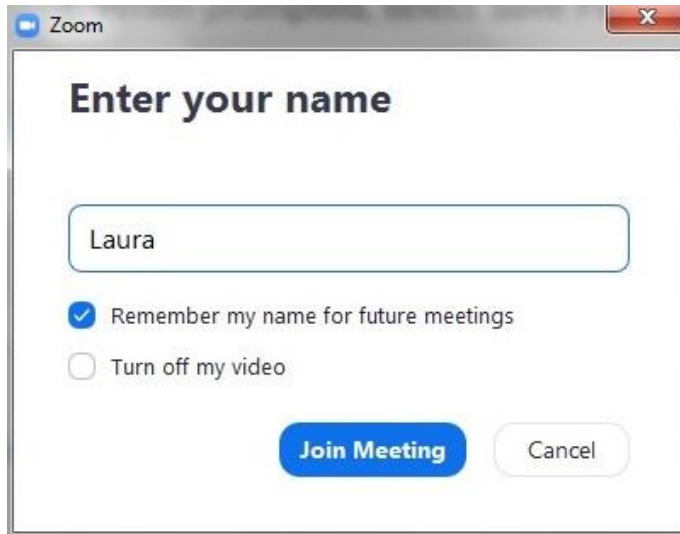 Zoom
Enter your name
Laura
Remember my name for future meetings
Turn off my video
Join Meeting Cancel